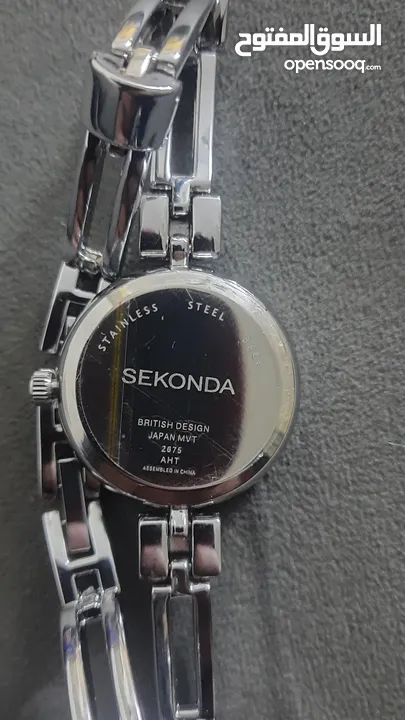 السوق المفتوح
opensooq.com
STAINLESS STEEL
SEKONDA
BRITISH DESIGN
JAPAN MVT
2675
AHT
ASSEMBLED IN CHINA